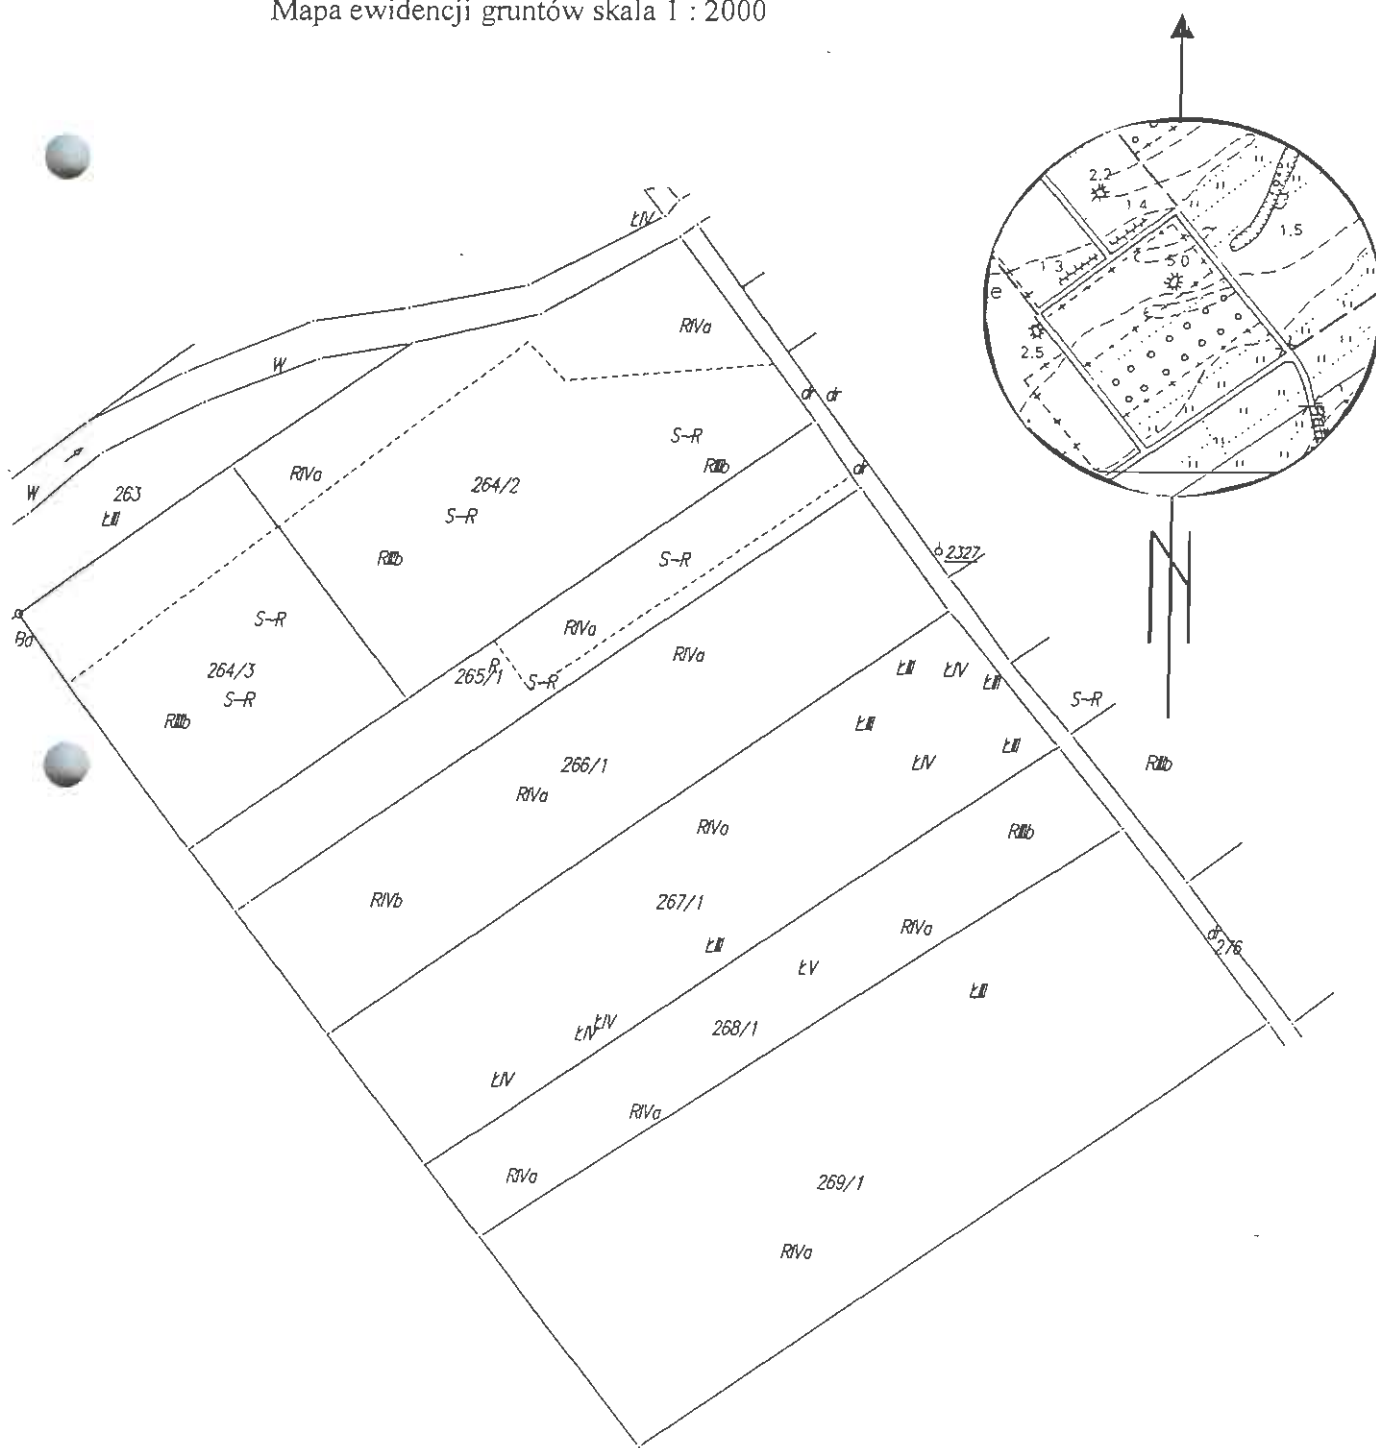 Mapa ewidencji gruntów skala 1 : 2000
2.2
1.4
1.5
1.3
5.0
e
2.5
ŁIV
RIVa
W
dr dr
S-R
RIIIb
RIVa
264/2
dr
W
263
ŁIII
S-R
2327
RIIIb
S-R
S-R
RIVa
Bd
RIVa
264/3
R
265/1
S-R
S-R
ŁIII
ŁIV
ŁIII
S-R
RIIIb
ŁIII
ŁIII
266/1
ŁIV
RIIIb
RIVa
RIVa
RIIIb
RIVb
267/1
RIVa
ŁIII
dr
276
ŁV
ŁIII
ŁIV
ŁIV
268/1
ŁIV
RIVa
RIVa
269/1
RIVa
N